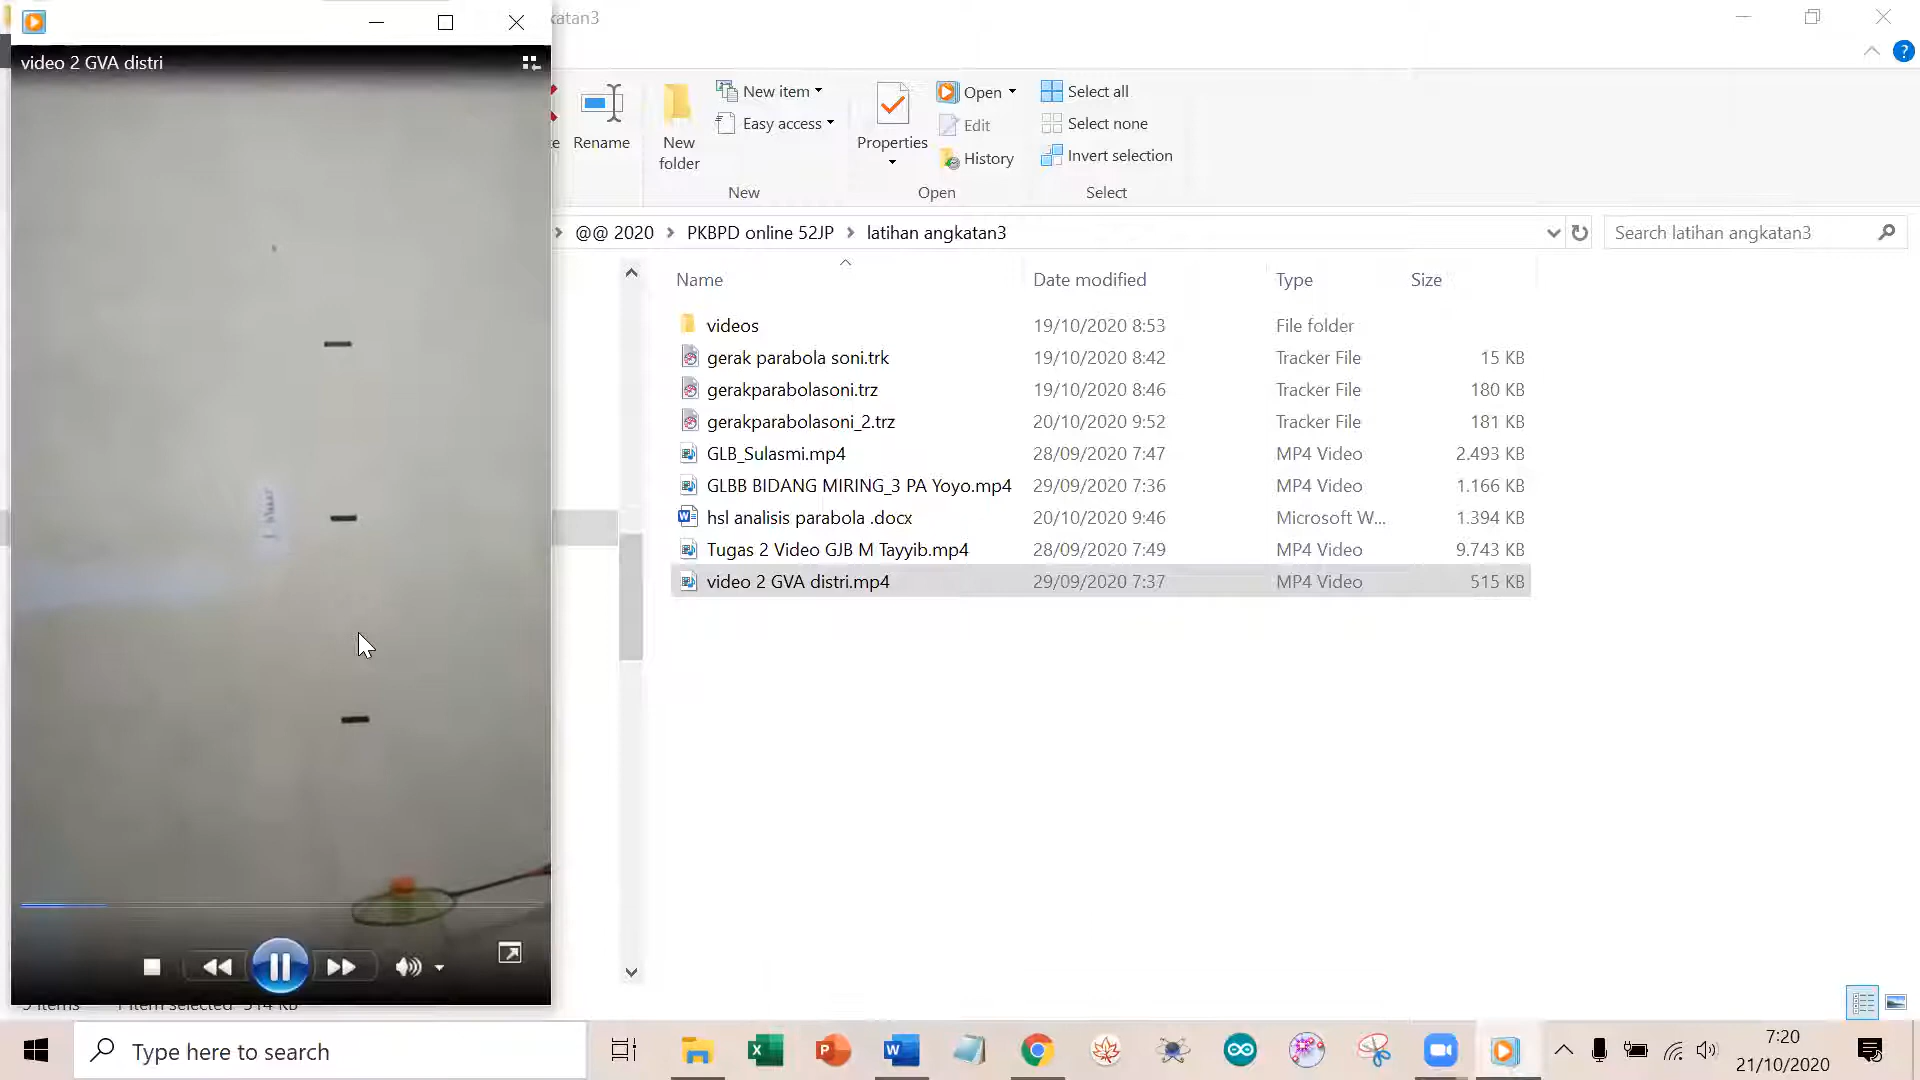 video 2 GVA distri
katan3
Rename
New folder
New item
Easy access
New
Properties
Open
Edit
History
Open
Select all
Select none
Invert selection
Select
@@ 2020 PKBPD online 52JP latihan angkatan3
Search latihan angkatan3
Name Date modified Type Size
videos 19/10/2020 8:53 File folder
gerak parabola soni.trk 19/10/2020 8:42 Tracker File 15 KB
gerakparabolasoni.trz 19/10/2020 8:46 Tracker File 180 KB
gerakparabolasoni_2.trz 20/10/2020 9:52 Tracker File 181 KB
GLB_Sulasmi.mp4 28/09/2020 7:47 MP4 Video 2.493 KB
GLBB BIDANG MIRING_3 PA Yoyo.mp4 29/09/2020 7:36 MP4 Video 1.166 KB
hsl analisis parabola .docx 20/10/2020 9:46 Microsoft W... 1.394 KB
Tugas 2 Video GJB M Tayyib.mp4 28/09/2020 7:49 MP4 Video 9.743 KB
video 2 GVA distri.mp4 29/09/2020 7:37 MP4 Video 515 KB
Type here to search
7:20
21/10/2020